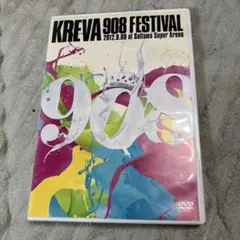 KREVA 908 FESTIVAL
2012.9.08 at Saitama Super Arena
908
DVD